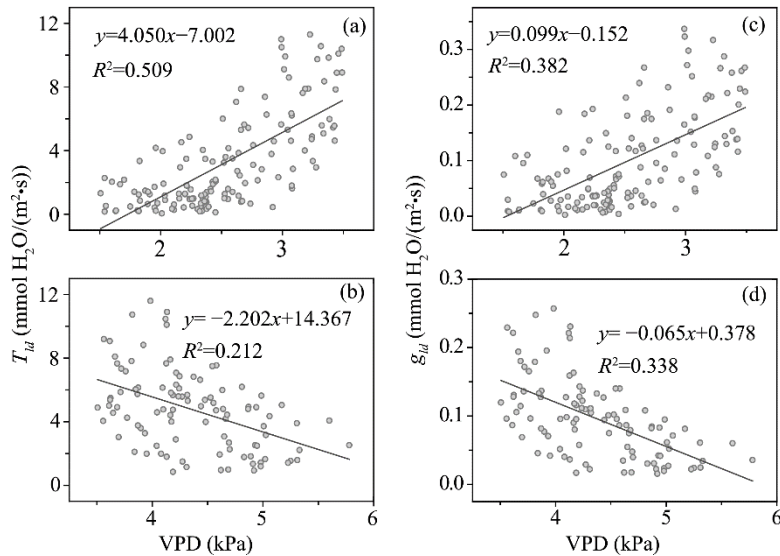 (a)
y=4.050x−7.002
R²=0.509
12
9
6
3
0
2
3
(c)
y=0.099x−0.152
R²=0.382
0.3
0.2
0.1
0.0
2
3
T_ld (mmol H₂O/(m²•s))
g_ld (mmol H₂O/(m²•s))
(b)
y= −2.202x+14.367
R²=0.212
12
8
4
0
4
5
6
VPD (kPa)
(d)
y= −0.065x+0.378
R²=0.338
0.3
0.2
0.1
0.0
4
5
6
VPD (kPa)